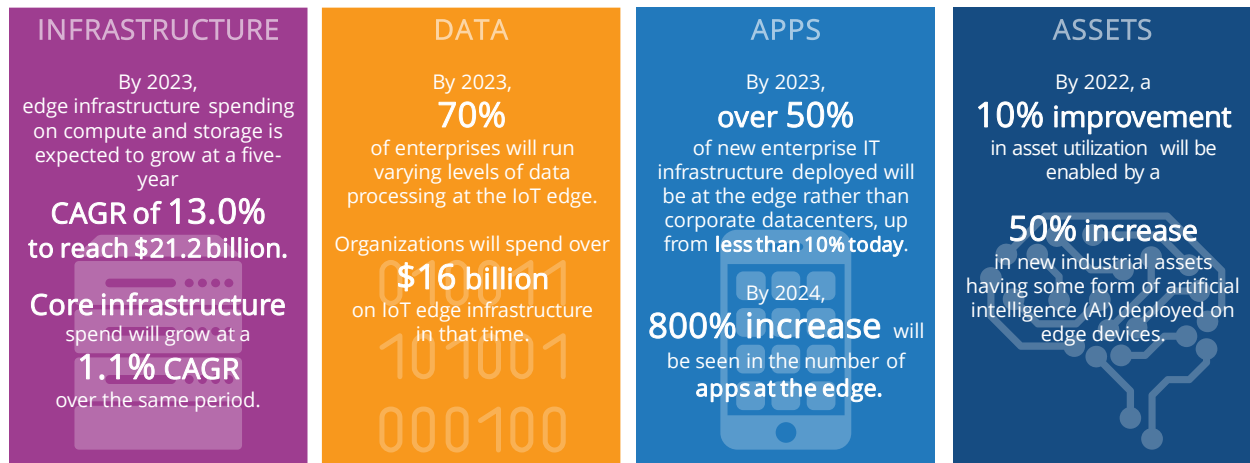 INFRASTRUCTURE
By 2023,
edge infrastructure spending
on compute and storage is
expected to grow at a five-
year
CAGR of 13.0%
to reach $21.2 billion.
Core infrastructure
spend will grow at a
1.1% CAGR
over the same period.
DATA
By 2023,
70%
of enterprises will run
varying levels of data
processing at the IoT edge.
Organizations will spend over
$16 billion
on IoT edge infrastructure
in that time.
010011
101001
000100
APPS
By 2023,
over 50%
of new enterprise IT
infrastructure deployed will
be at the edge rather than
corporate datacenters, up
from less than 10% today.
By 2024,
800% increase will
be seen in the number of
apps at the edge.
ASSETS
By 2022, a
10% improvement
in asset utilization will be
enabled by a
50% increase
in new industrial assets
having some form of artificial
intelligence (AI) deployed on
edge devices.